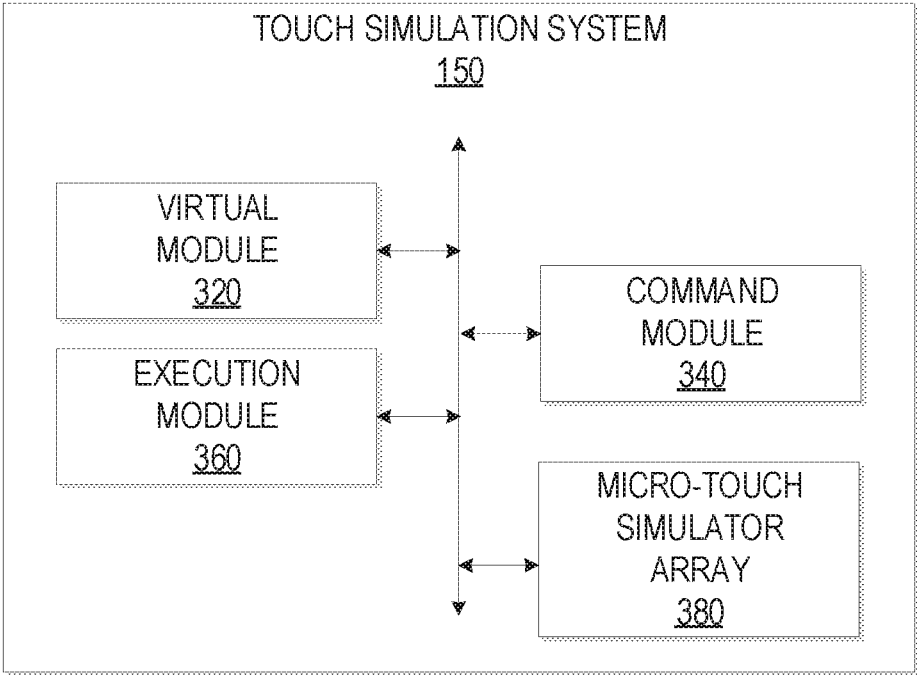 TOUCH SIMULATION SYSTEM
150
VIRTUAL
MODULE
320
COMMAND
MODULE
340
EXECUTION
MODULE
360
MICRO-TOUCH
SIMULATOR
ARRAY
380